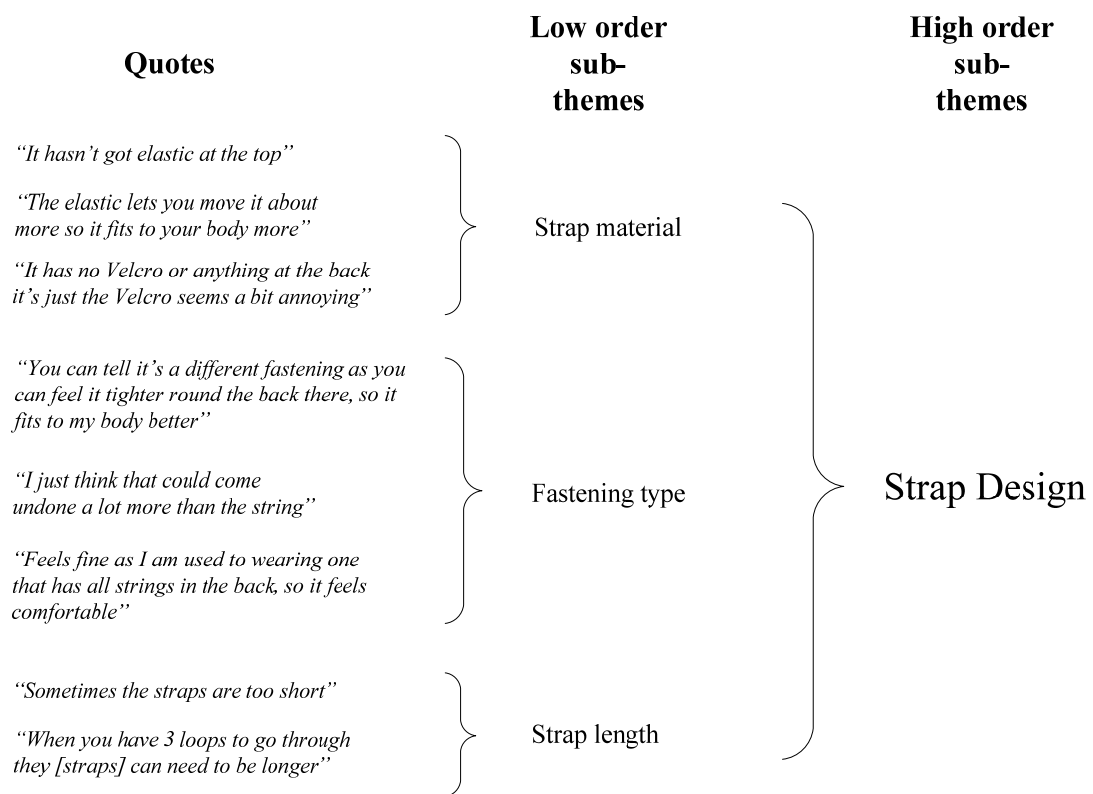 Quotes
Low order
sub-
themes
High order
sub-
themes
“It hasn’t got elastic at the top”
“The elastic lets you move it about
more so it fits to your body more”
“It has no Velcro or anything at the back
it’s just the Velcro seems a bit annoying”
Strap material
“You can tell it’s a different fastening as you
can feel it tighter round the back there, so it
fits to my body better”
“I just think that could come
undone a lot more than the string”
“Feels fine as I am used to wearing one
that has all strings in the back, so it feels
comfortable”
Fastening type
“Sometimes the straps are too short”
“When you have 3 loops to go through
they [straps] can need to be longer”
Strap length
Strap Design